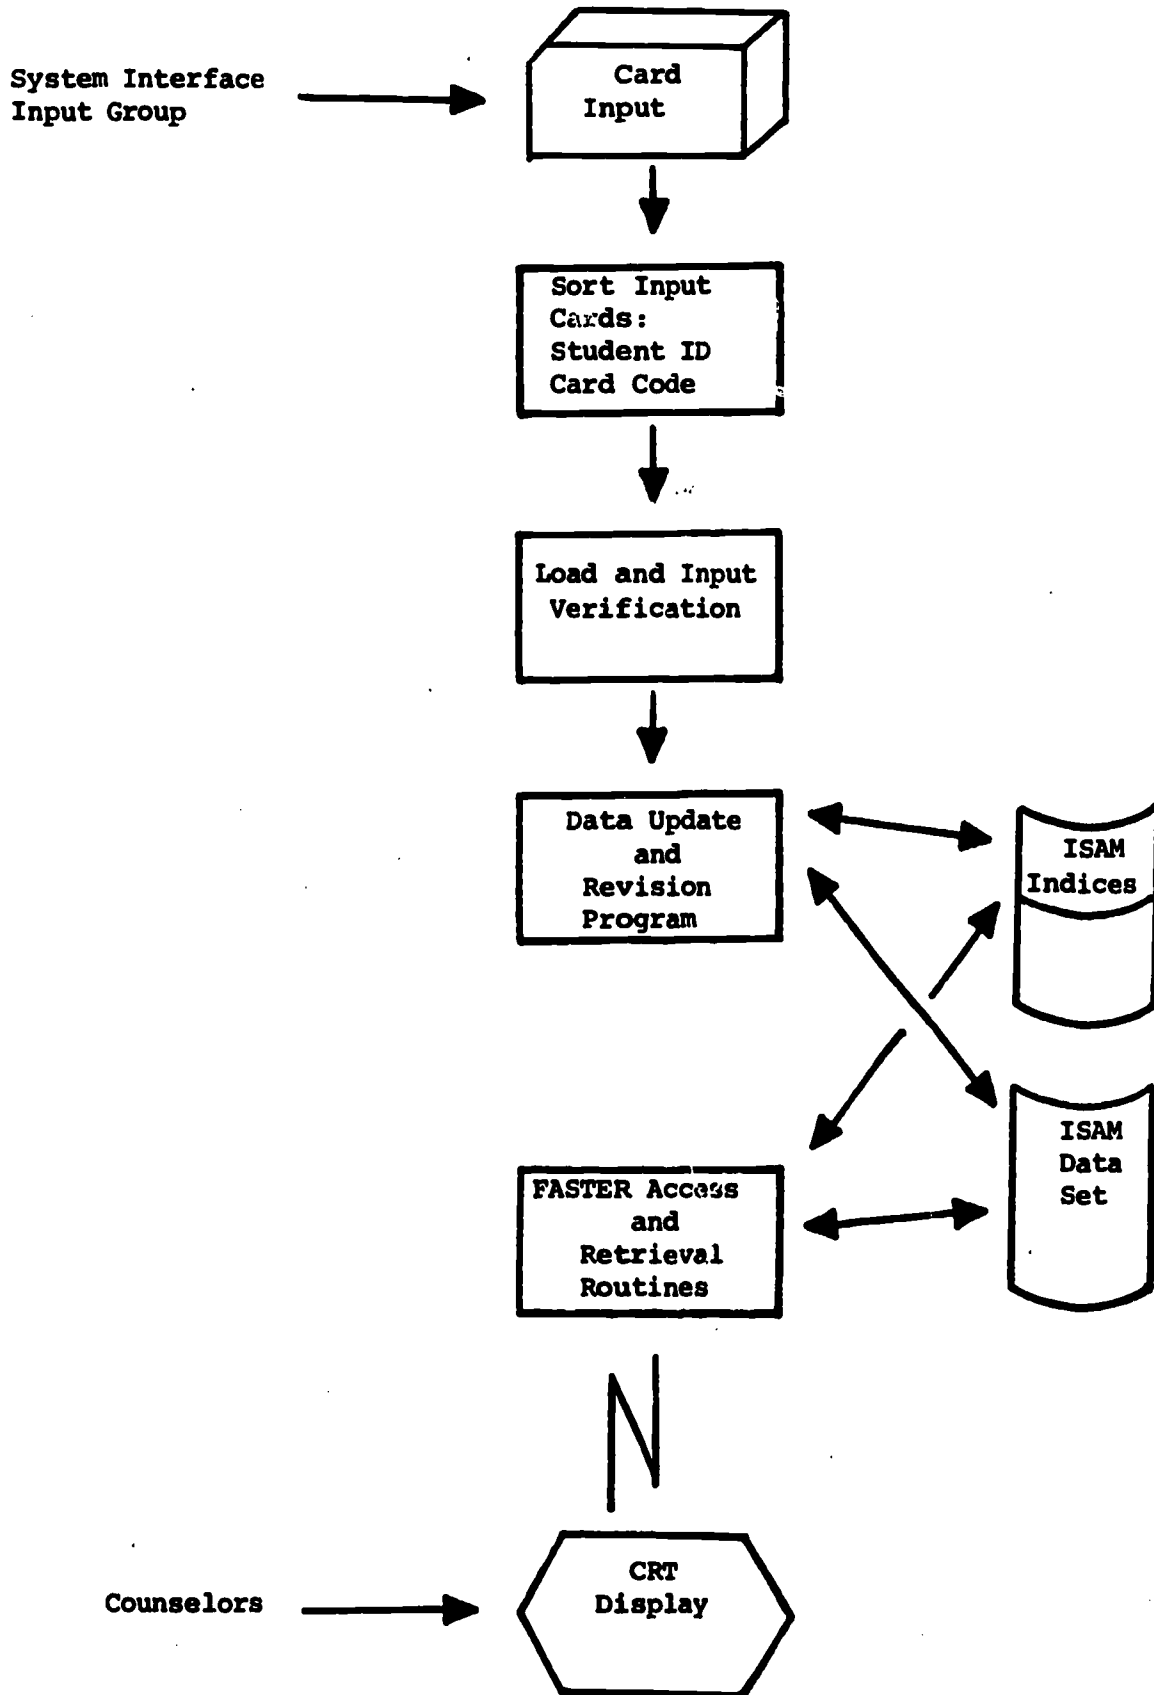 System Interface
Input Group
Card
Input
Sort Input
Cards:
Student ID
Card Code
Load and Input
Verification
Data Update
and
Revision
Program
ISAM
Indices
ISAM
Data
Set
FASTER Access
and
Retrieval
Routines
CRT
Display
Counselors